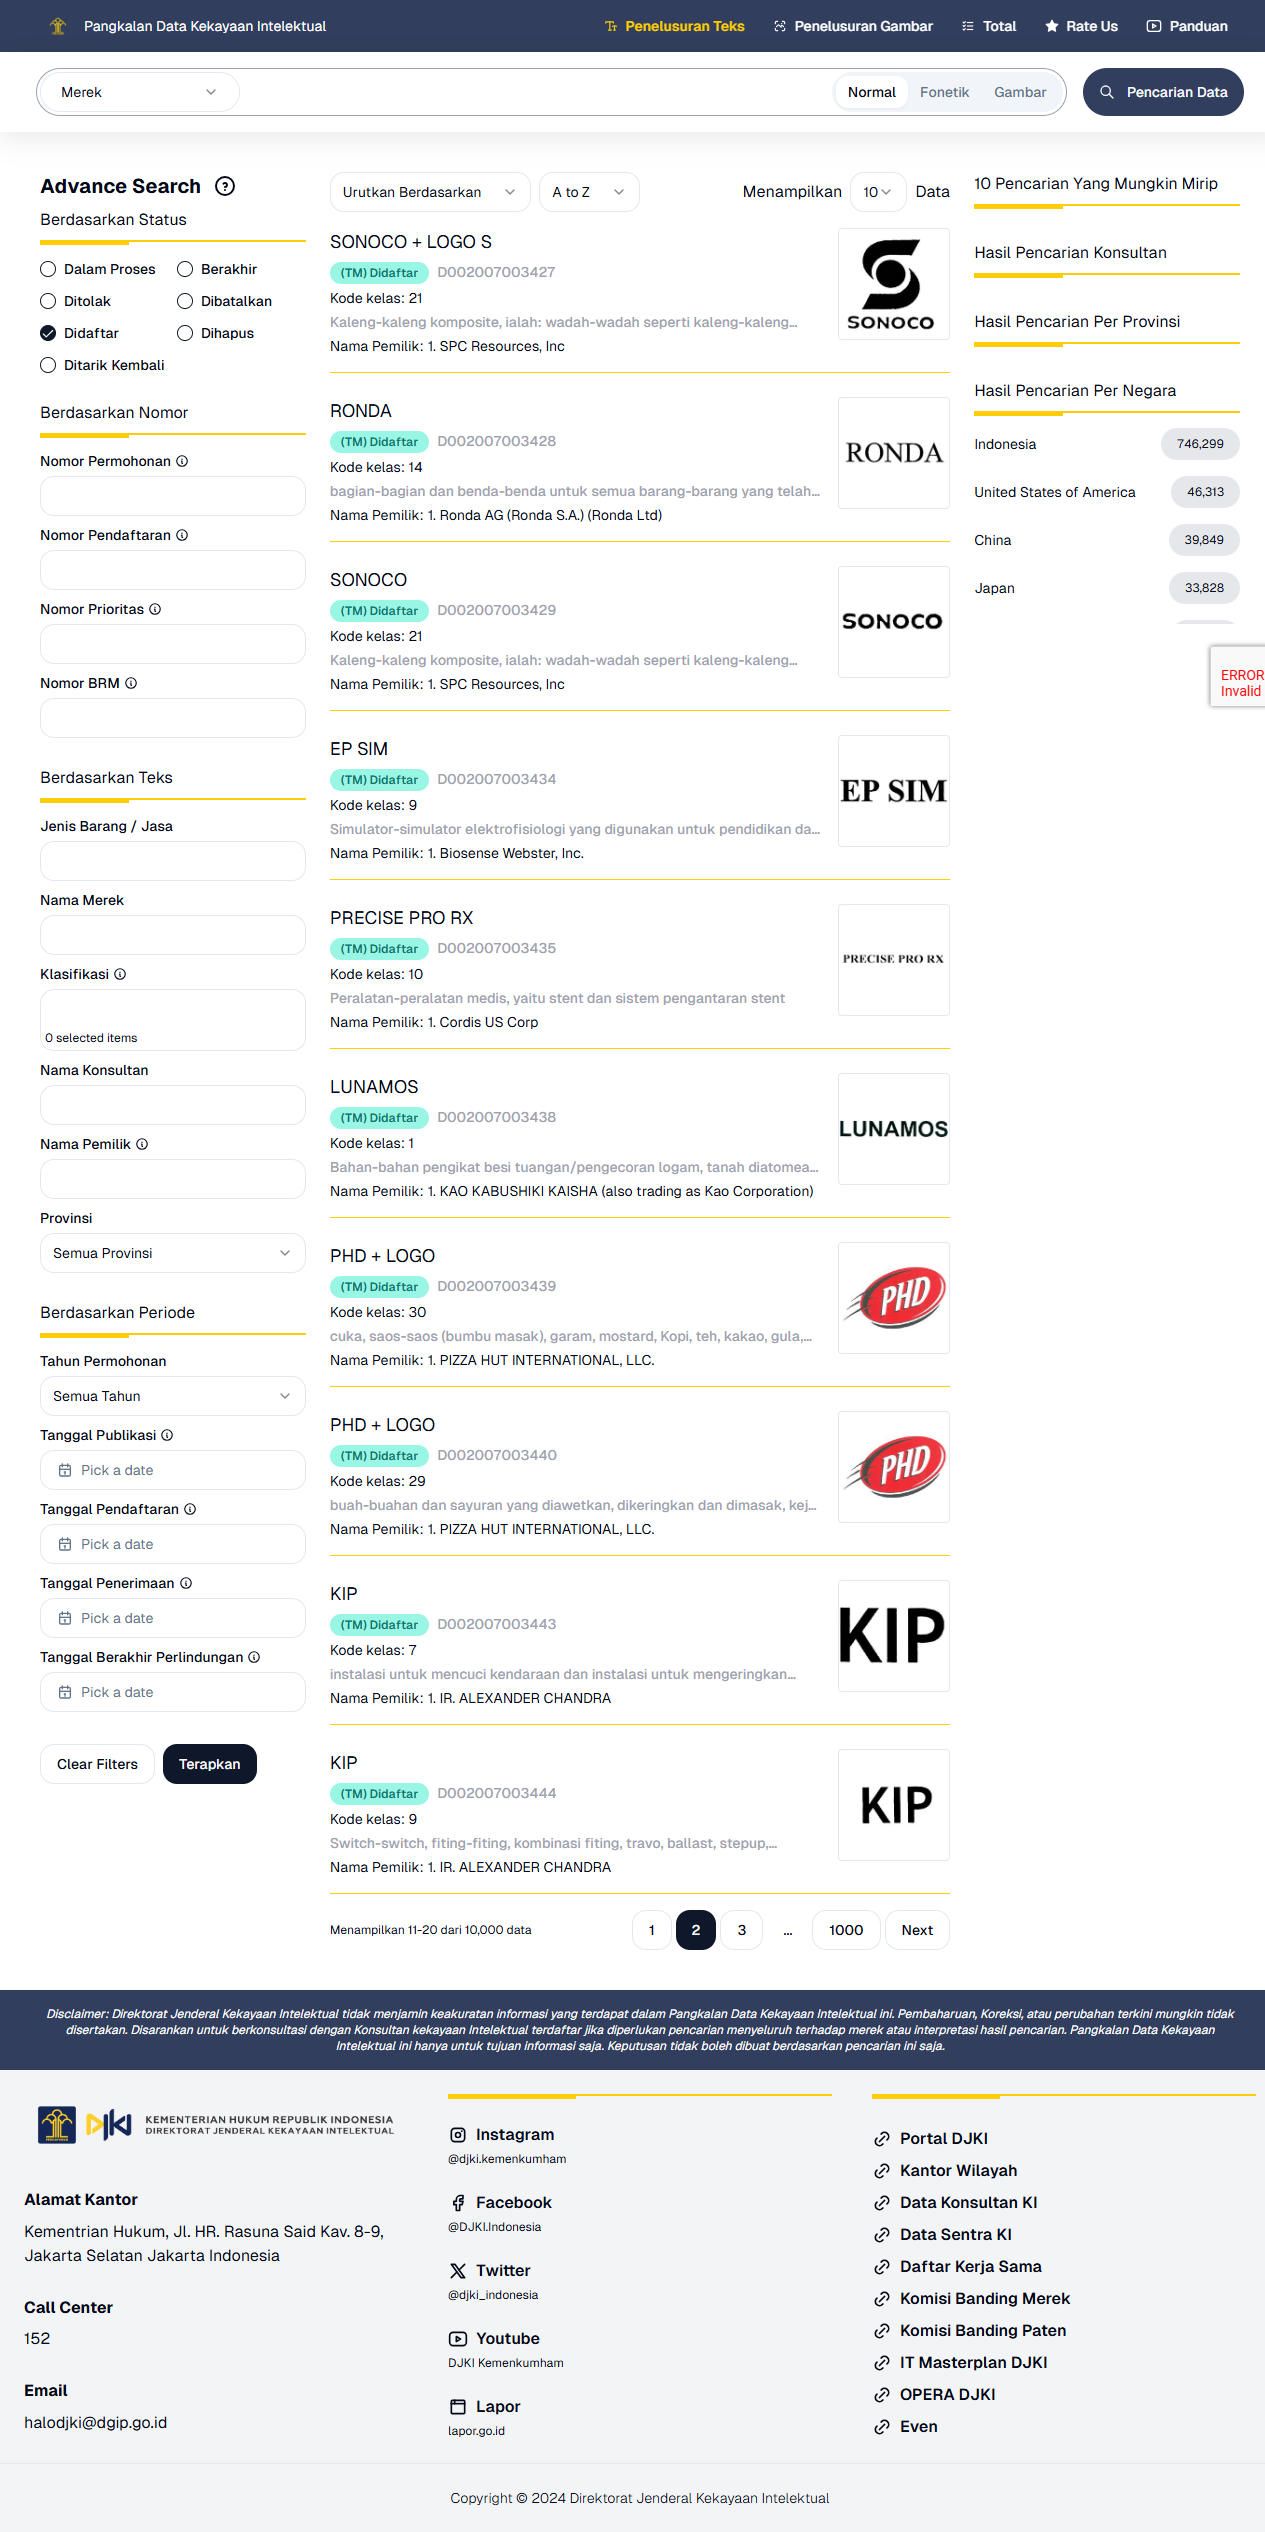 Pangkalan Data Kekayaan Intelektual
Penelusuran Teks
Penelusuran Gambar
Total
Rate Us
Panduan
Merek
Normal
Fonetik
Gambar
Pencarian Data
Advance Search
Berdasarkan Status
Dalam Proses
Berakhir
Ditolak
Dibatalkan
Didaftar
Dihapus
Ditarik Kembali
Berdasarkan Nomor
Nomor Permohonan
Nomor Pendaftaran
Nomor Prioritas
Nomor BRM
Berdasarkan Teks
Jenis Barang / Jasa
Nama Merek
Klasifikasi
0 selected items
Nama Konsultan
Nama Pemilik
Provinsi
Semua Provinsi
Berdasarkan Periode
Tahun Permohonan
Semua Tahun
Tanggal Publikasi
Pick a date
Tanggal Pendaftaran
Pick a date
Tanggal Penerimaan
Pick a date
Tanggal Berakhir Perlindungan
Pick a date
Clear Filters
Terapkan
Urutkan Berdasarkan
A to Z
Menampilkan 10 Data
SONOCO + LOGO S
(TM) Didaftar D002007003427
Kode kelas: 21
Kaleng-kaleng komposite, ialah: wadah-wadah seperti kaleng-kaleng...
Nama Pemilik: 1. SPC Resources, Inc
SONOCO
RONDA
(TM) Didaftar D002007003428
Kode kelas: 14
bagian-bagian dan benda-benda untuk semua barang-barang yang telah...
Nama Pemilik: 1. Ronda AG (Ronda S.A.) (Ronda Ltd)
RONDA
SONOCO
(TM) Didaftar D002007003429
Kode kelas: 21
Kaleng-kaleng komposite, ialah: wadah-wadah seperti kaleng-kaleng...
Nama Pemilik: 1. SPC Resources, Inc
SONOCO
EP SIM
(TM) Didaftar D002007003434
Kode kelas: 9
Simulator-simulator elektrofisiologi yang digunakan untuk pendidikan da...
Nama Pemilik: 1. Biosense Webster, Inc.
EP SIM
PRECISE PRO RX
(TM) Didaftar D002007003435
Kode kelas: 10
Peralatan-peralatan medis, yaitu stent dan sistem pengantaran stent
Nama Pemilik: 1. Cordis US Corp
PRECISE PRO RX
LUNAMOS
(TM) Didaftar D002007003438
Kode kelas: 1
Bahan-bahan pengikat besi tuangan/pengecoran logam, tanah diatomea...
Nama Pemilik: 1. KAO KABUSHIKI KAISHA (also trading as Kao Corporation)
LUNAMOS
PHD + LOGO
(TM) Didaftar D002007003439
Kode kelas: 30
cuka, saos-saos (bumbu masak), garam, mostard, Kopi, teh, kakao, gula,...
Nama Pemilik: 1. PIZZA HUT INTERNATIONAL, LLC.
PHD
PHD + LOGO
(TM) Didaftar D002007003440
Kode kelas: 29
buah-buahan dan sayuran yang diawetkan, dikeringkan dan dimasak, kej...
Nama Pemilik: 1. PIZZA HUT INTERNATIONAL, LLC.
PHD
KIP
(TM) Didaftar D002007003443
Kode kelas: 7
instalasi untuk mencuci kendaraan dan instalasi untuk mengeringkan...
Nama Pemilik: 1. IR. ALEXANDER CHANDRA
KIP
KIP
(TM) Didaftar D002007003444
Kode kelas: 9
Switch-switch, fiting-fiting, kombinasi fiting, travo, ballast, stepup,...
Nama Pemilik: 1. IR. ALEXANDER CHANDRA
KIP
Menampilkan 11-20 dari 10,000 data
1 2 3 ... 1000 Next
10 Pencarian Yang Mungkin Mirip
Hasil Pencarian Konsultan
Hasil Pencarian Per Provinsi
Hasil Pencarian Per Negara
Indonesia 746,299
United States of America 46,313
China 39,849
Japan 33,828
ERROR
Invalid
Disclaimer: Direktorat Jenderal Kekayaan Intelektual tidak menjamin keakuratan informasi yang terdapat dalam Pangkalan Data Kekayaan Intelektual ini. Pembaharuan, Koreksi, atau perubahan terkini mungkin tidak
disertakan. Disarankan untuk berkonsultasi dengan Konsultan kekayaan Intelektual terdaftar jika diperlukan pencarian menyeluruh terhadap merek atau interpretasi hasil pencarian. Pangkalan Data Kekayaan
Intelektual ini hanya untuk tujuan informasi saja. Keputusan tidak boleh dibuat berdasarkan pencarian ini saja.
DJKI
KEMENTERIAN HUKUM REPUBLIK INDONESIA
DIREKTORAT JENDERAL KEKAYAAN INTELEKTUAL
Alamat Kantor
Kementrian Hukum, Jl. HR. Rasuna Said Kav. 8-9,
Jakarta Selatan Jakarta Indonesia
Call Center
152
Email
halodjki@dgip.go.id
Instagram
@djki.kemenkumham
Facebook
@DJKI.Indonesia
Twitter
@djki_indonesia
Youtube
DJKI Kemenkumham
Lapor
lapor.go.id
Portal DJKI
Kantor Wilayah
Data Konsultan KI
Data Sentra KI
Daftar Kerja Sama
Komisi Banding Merek
Komisi Banding Paten
IT Masterplan DJKI
OPERA DJKI
Even
Copyright © 2024 Direktorat Jenderal Kekayaan Intelektual